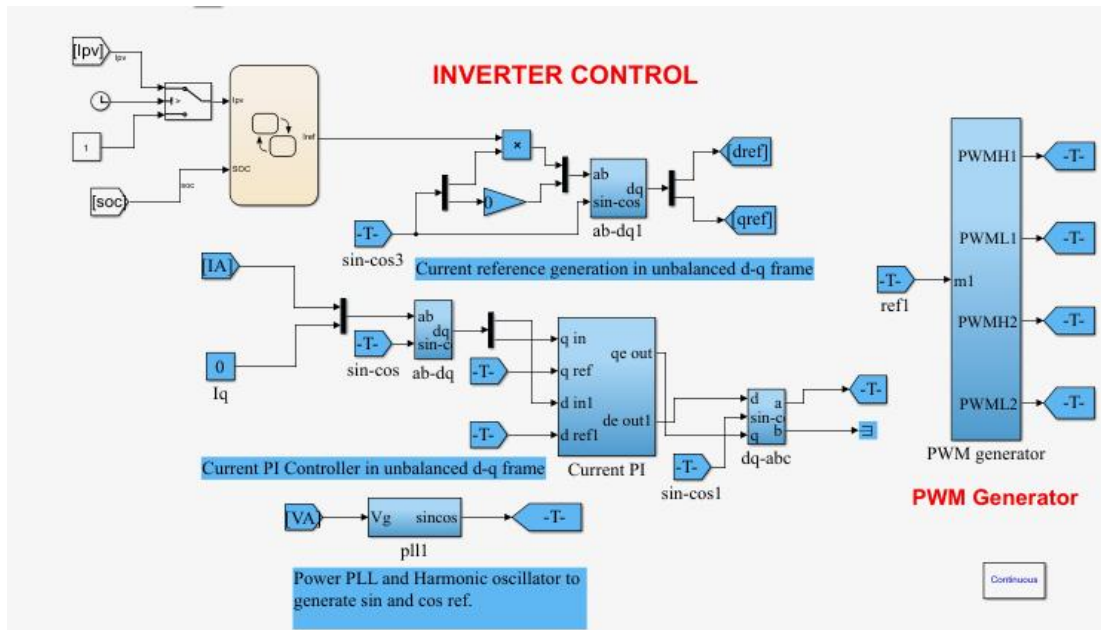 INVERTER CONTROL
[Ipv]
Ipv
Ipv
1
Iref
SOC
[soc]
soc
×
0
ab
dq
sin-cos
ab-dq1
[dref]
[qref]
-T-
sin-cos3
Current reference generation in unbalanced d-q frame
[IA]
0
Iq
ab
dq
sin-c
ab-dq
-T-
sin-cos
-T-
-T-
q in
q ref
d in1
d ref1
qe out
de out1
Current PI
-T-
sin-cos1
d
sin-c
q
a
b
dq-abc
-T-
Current PI Controller in unbalanced d-q frame
[VA]
Vg sincos
pll1
-T-
Power PLL and Harmonic oscillator to
generate sin and cos ref.
-T-
ref1
m1
PWMH1
PWML1
PWMH2
PWML2
-T-
-T-
-T-
-T-
PWM generator
PWM Generator
Continuous